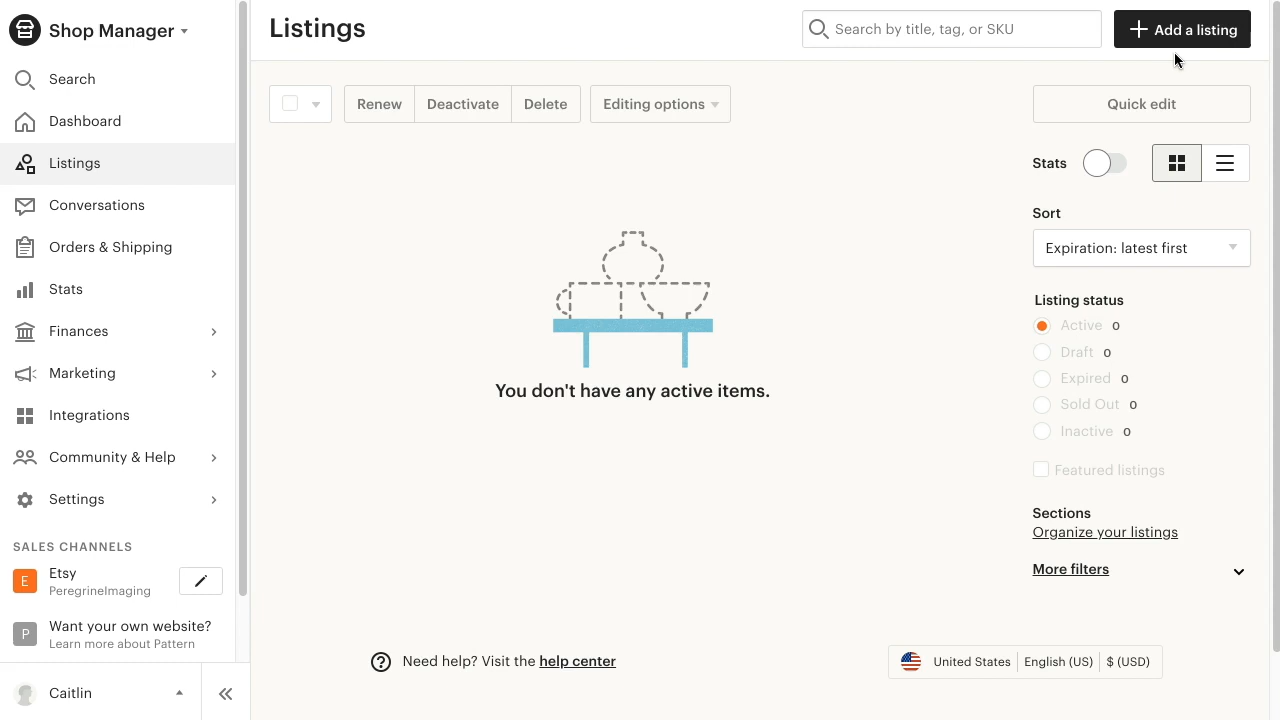 Shop Manager
Search
Dashboard
Listings
Conversations
Orders & Shipping
Stats
Finances
Marketing
Integrations
Community & Help
Settings
SALES CHANNELS
E
Etsy
PeregrineImaging
P
Want your own website?
Learn more about Pattern
Caitlin
Listings
Search by title, tag, or SKU
Add a listing
Renew
Deactivate
Delete
Editing options
Quick edit
Stats
Sort
Expiration: latest first
Listing status
Active 0
Draft 0
Expired 0
Sold Out 0
Inactive 0
Featured listings
Sections
Organize your listings
More filters
You don't have any active items.
Need help? Visit the help center
United States
English (US)
$ (USD)